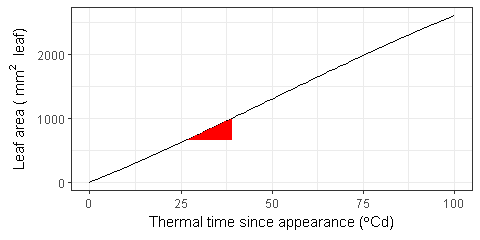 Leaf area ( mm²  leaf)
2000
1000
0
0 25 50 75 100
Thermal time since appearance (°Cd)